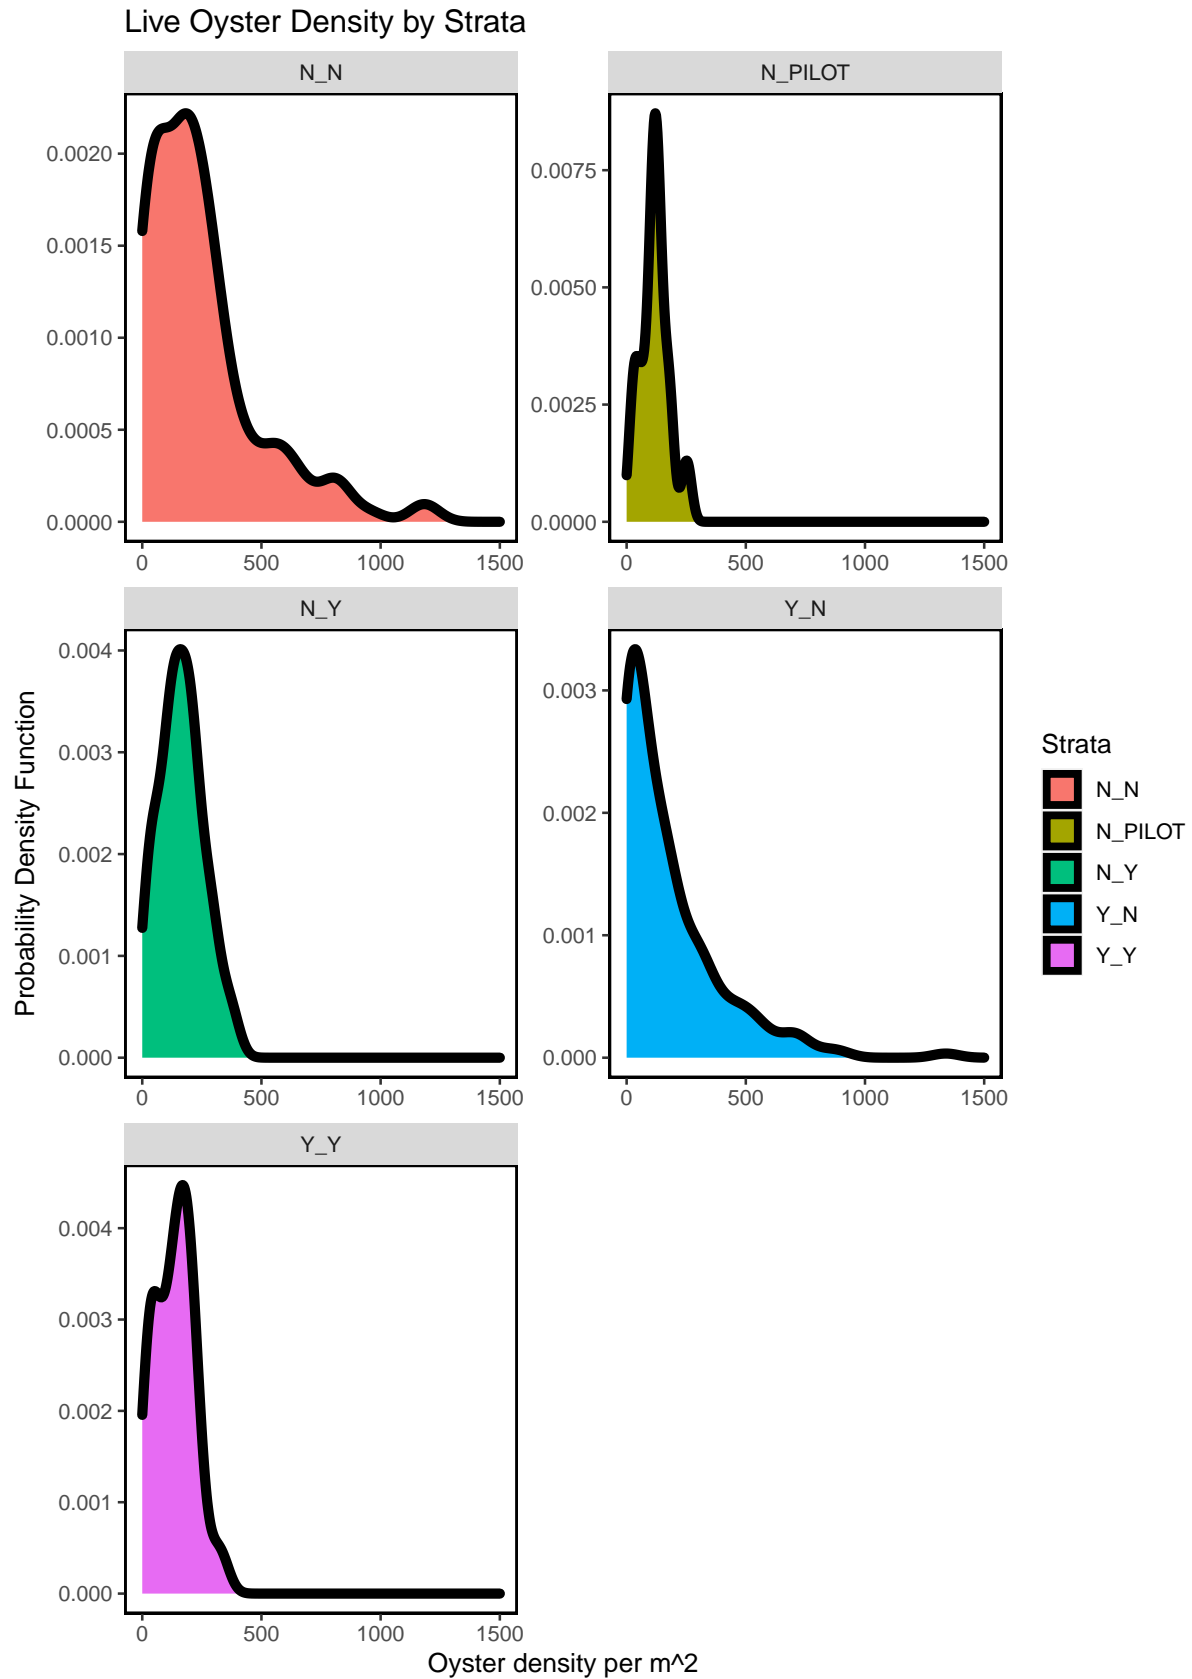 Live Oyster Density by Strata
N_N
N_PILOT
0.0020
0.0015
0.0010
0.0005
0.0000
0.0075
0.0050
0.0025
0.0000
0 500 1000 1500
0 500 1000 1500
N_Y
Y_N
0.004
0.003
0.002
0.001
0.000
0.003
0.002
0.001
0.000
0 500 1000 1500
0 500 1000 1500
Y_Y
0.004
0.003
0.002
0.001
0.000
0 500 1000 1500
Probability Density Function
Oyster density per m^2
Strata
N_N
N_PILOT
N_Y
Y_N
Y_Y